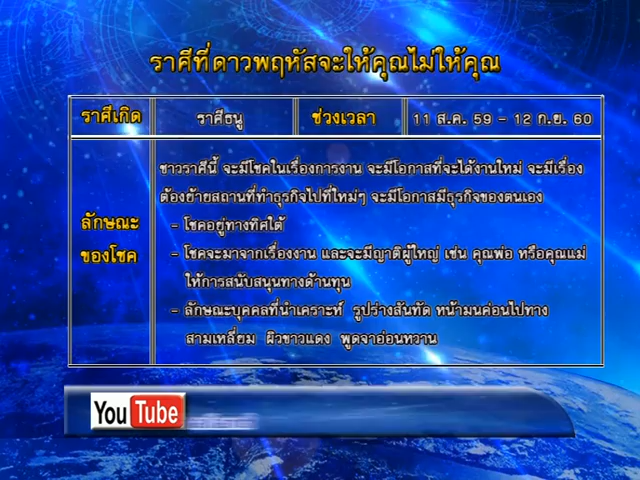 ราศีที่ดาวพฤหัสจะให้คุณไม่ให้คุณ
ราศีเกิด ราศีธนู ช่วงเวลา 11 ส.ค. 59 - 12 ก.ย. 60
ลักษณะ
ของโชค
ชาวราศีนี้ จะมีโชคในเรื่องการงาน จะมีโอกาสที่จะได้งานใหม่ จะมีเรื่อง
ต้องย้ายสถานที่ทำธุรกิจไปที่ใหม่ๆ จะมีโอกาสมีธุรกิจของตนเอง
- โชคอยู่ทางทิศใต้
- โชคจะมาจากเรื่องงาน และจะมีญาติผู้ใหญ่ เช่น คุณพ่อ หรือคุณแม่
ให้การสนับสนุนทางด้านทุน
- ลักษณะบุคคลที่นำเคราะห์ รูปร่างสันทัด หน้ามนค่อนไปทาง
สามเหลี่ยม ผิวขาวแดง พูดจาอ่อนหวาน
YouTube